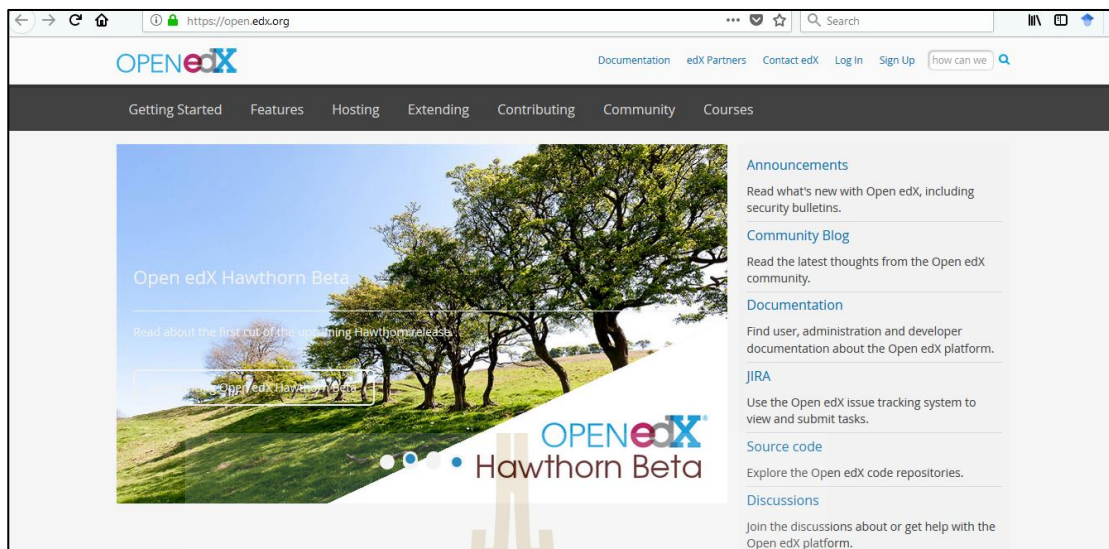 https://open.edx.org
Search
OPEN edX
Documentation edX Partners Contact edX Log In Sign Up how can we
Getting Started Features Hosting Extending Contributing Community Courses
Open edX Hawthorn Beta
Read about the first cut of the upcoming Hawthorn release.
Open edX Hawthorn Beta
OPEN edX
Hawthorn Beta
Announcements
Read what's new with Open edX, including
security bulletins.
Community Blog
Read the latest thoughts from the Open edX
community.
Documentation
Find user, administration and developer
documentation about the Open edX platform.
JIRA
Use the Open edX issue tracking system to
view and submit tasks.
Source code
Explore the Open edX code repositories.
Discussions
Join the discussions about or get help with the
Open edX platform.